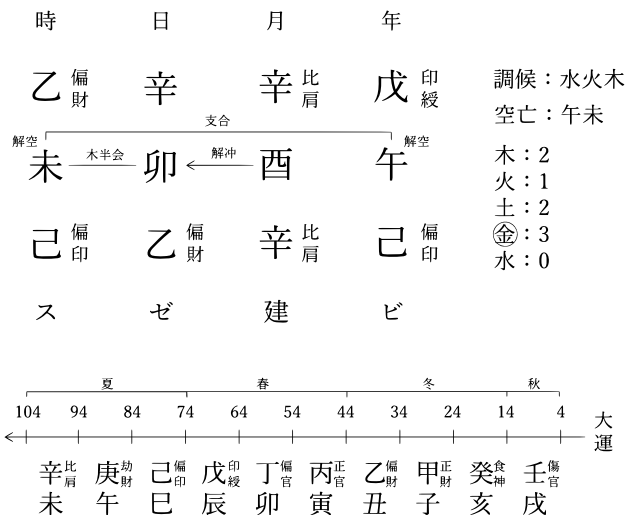 時 日 月 年
乙 偏財 辛 辛 比肩 戊 印綬
調候：水火木
空亡：午未
支合
解空 解空
未 木半会 卯 解冲 酉 午
木：2
火：1
土：2
金：3
水：0
己 偏印 乙 偏財 辛 比肩 己 偏印
ス ゼ 建 ビ
夏 春 冬 秋
104 94 84 74 64 54 44 34 24 14 4
大運
辛 比肩 庚 劫財 己 偏印 戊 印綬 丁 偏官 丙 正官 乙 偏財 甲 正財 癸 食神 壬 傷官
未 午 巳 辰 卯 寅 丑 子 亥 戌